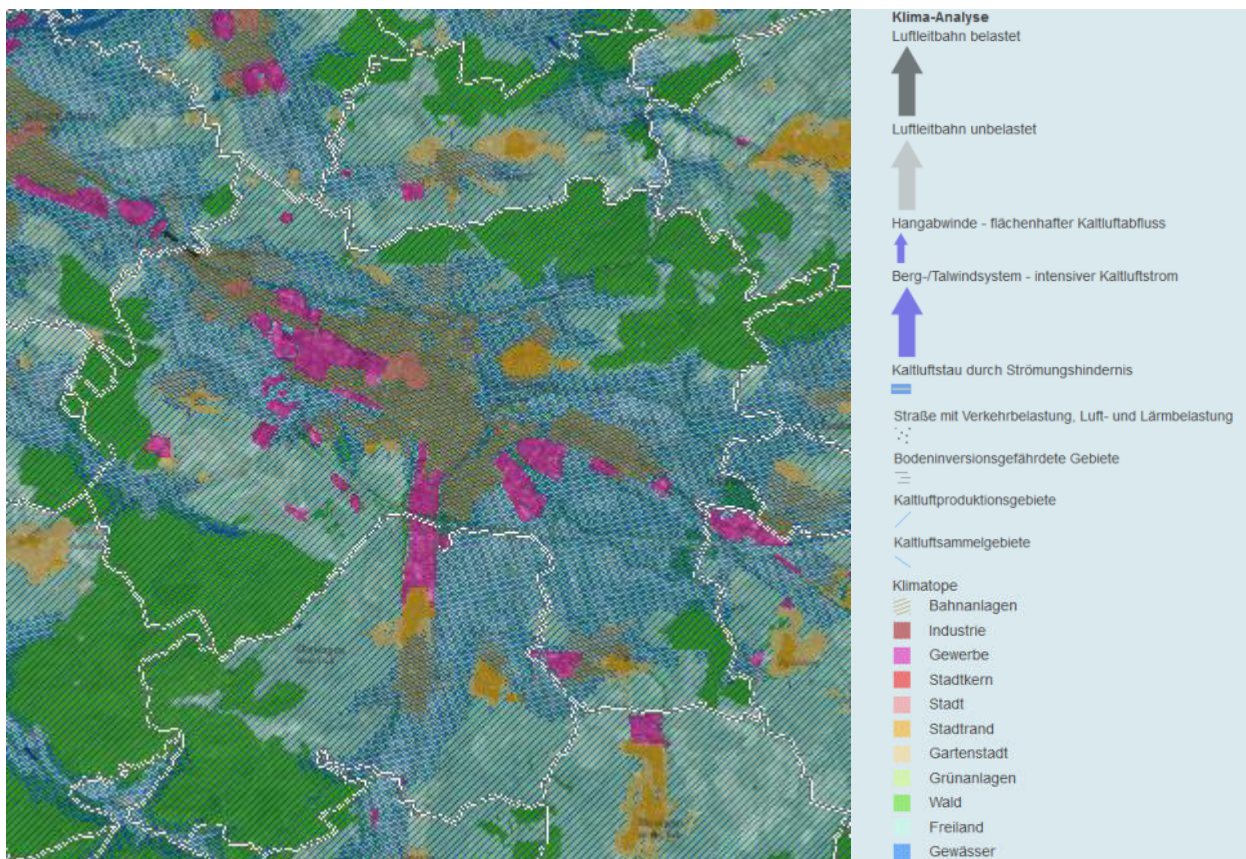 Klima-Analyse
Luftleitbahn belastet
Luftleitbahn unbelastet
Hangabwinde - flächenhafter Kaltluftabfluss
Berg-/Talwindsystem - intensiver Kaltluftstrom
Kaltluftstau durch Strömungshindernis
Straße mit Verkehrbelastung, Luft- und Lärmbelastung
Bodeninversionsgefährdete Gebiete
Kaltluftproduktionsgebiete
Kaltluftsammelgebiete
Klimatope
Bahnanlagen
Industrie
Gewerbe
Stadtkern
Stadt
Stadtrand
Gartenstadt
Grünanlagen
Wald
Freiland
Gewässer